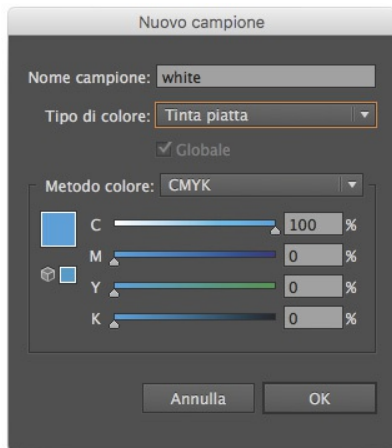 Nuovo campione
Nome campione: white
Tipo di colore: Tinta piatta
Globale
Metodo colore: CMYK
C 100 %
M 0 %
Y 0 %
K 0 %
Annulla OK